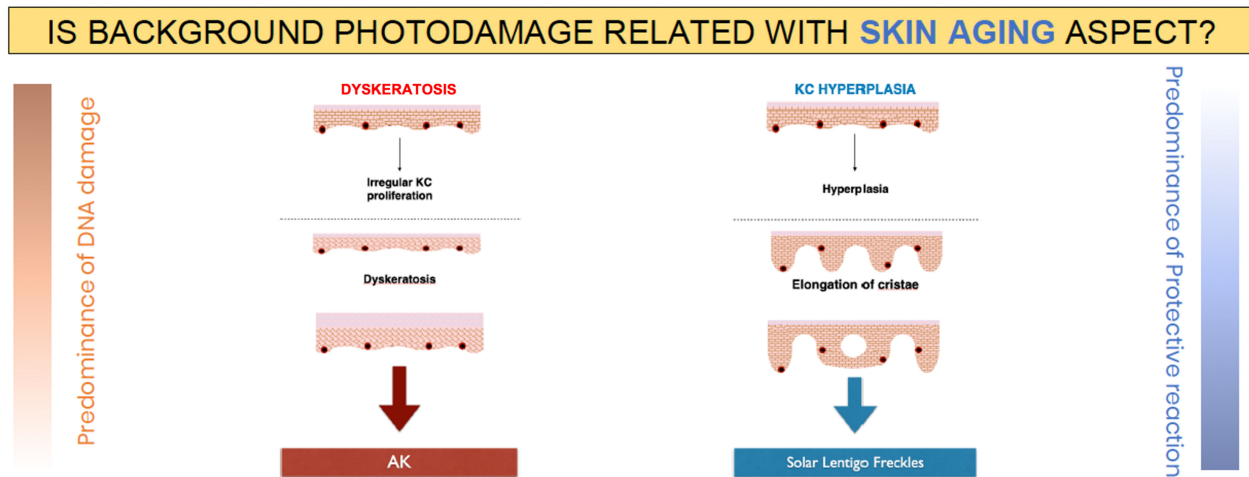 IS BACKGROUND PHOTODAMAGE RELATED WITH SKIN AGING ASPECT?
Predominance of DNA damage
DYSKERATOSIS
Irregular KC
proliferation
Dyskeratosis
AK
KC HYPERPLASIA
Hyperplasia
Elongation of cristae
Solar Lentigo Freckles
Predominance of Protective reaction